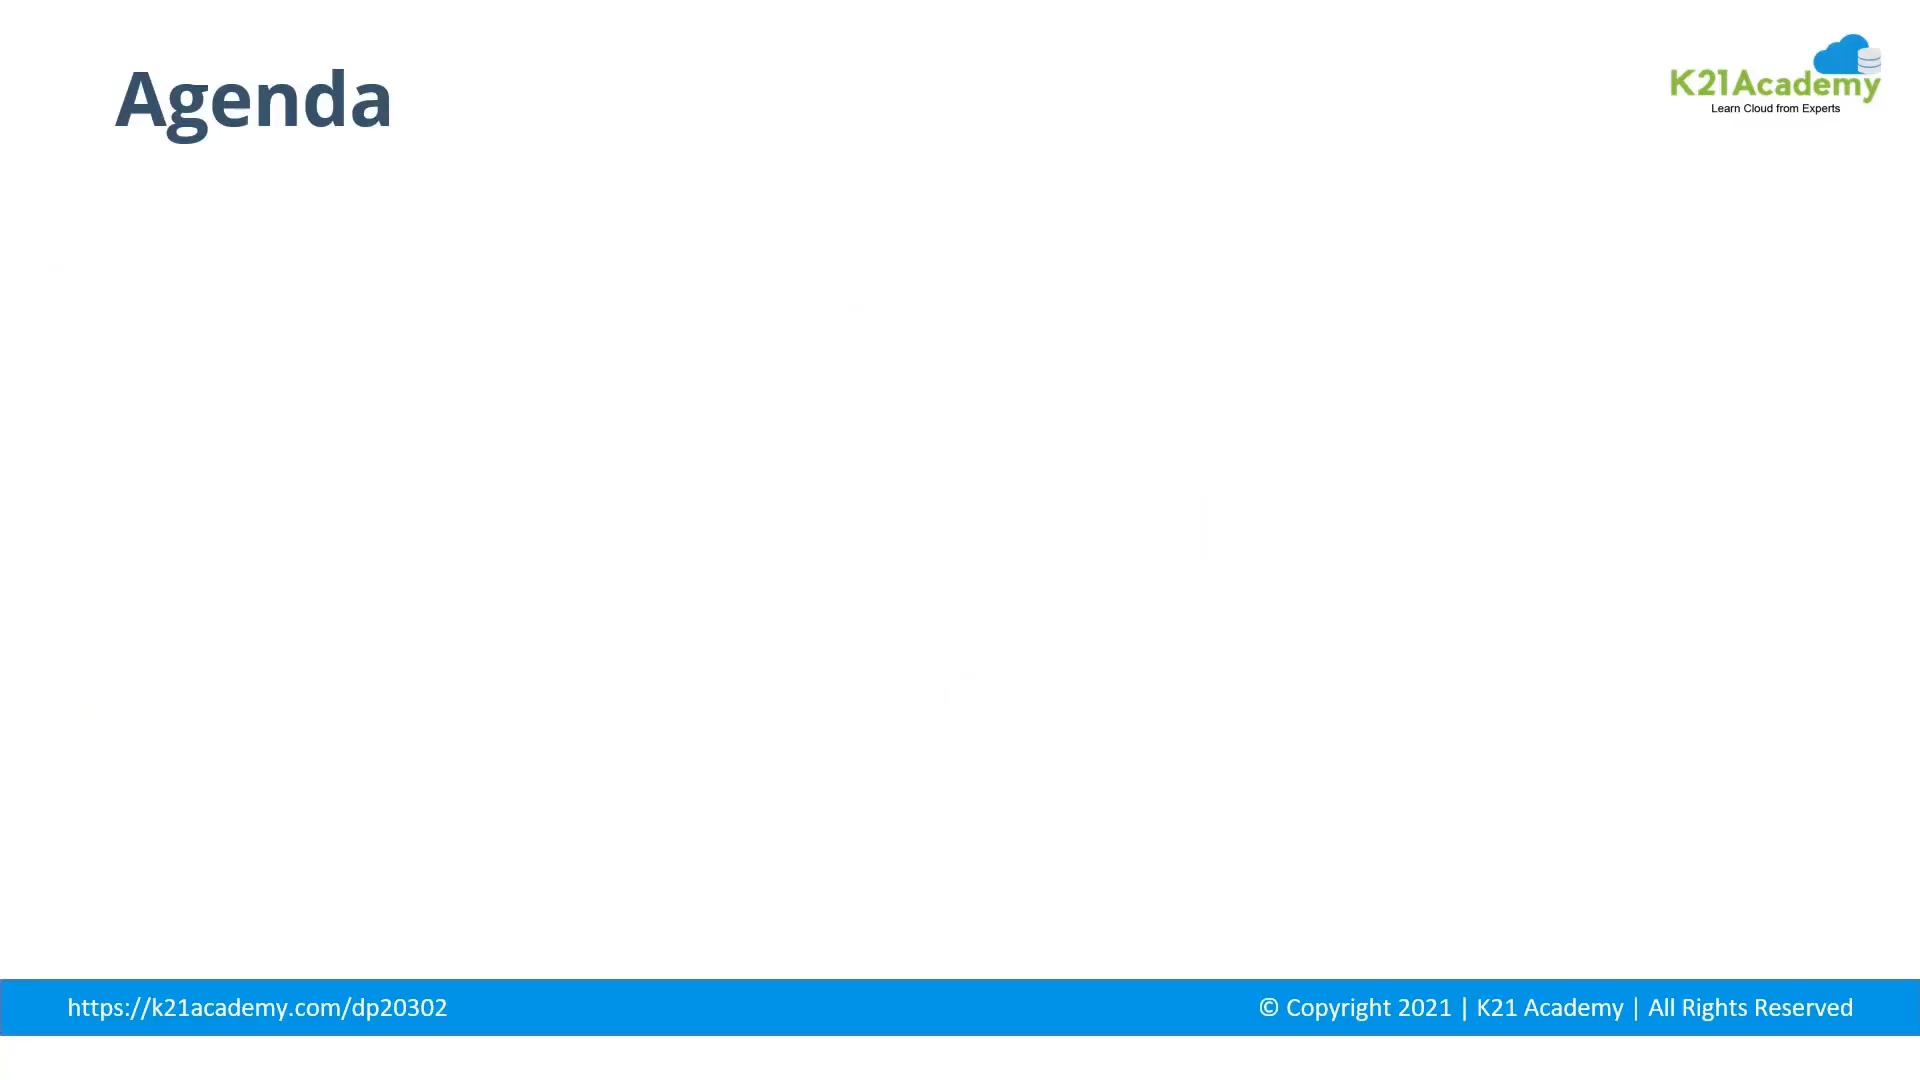 Agenda
K21Academy
Learn Cloud from Experts
https://k21academy.com/dp20302
© Copyright 2021 | K21 Academy | All Rights Reserved